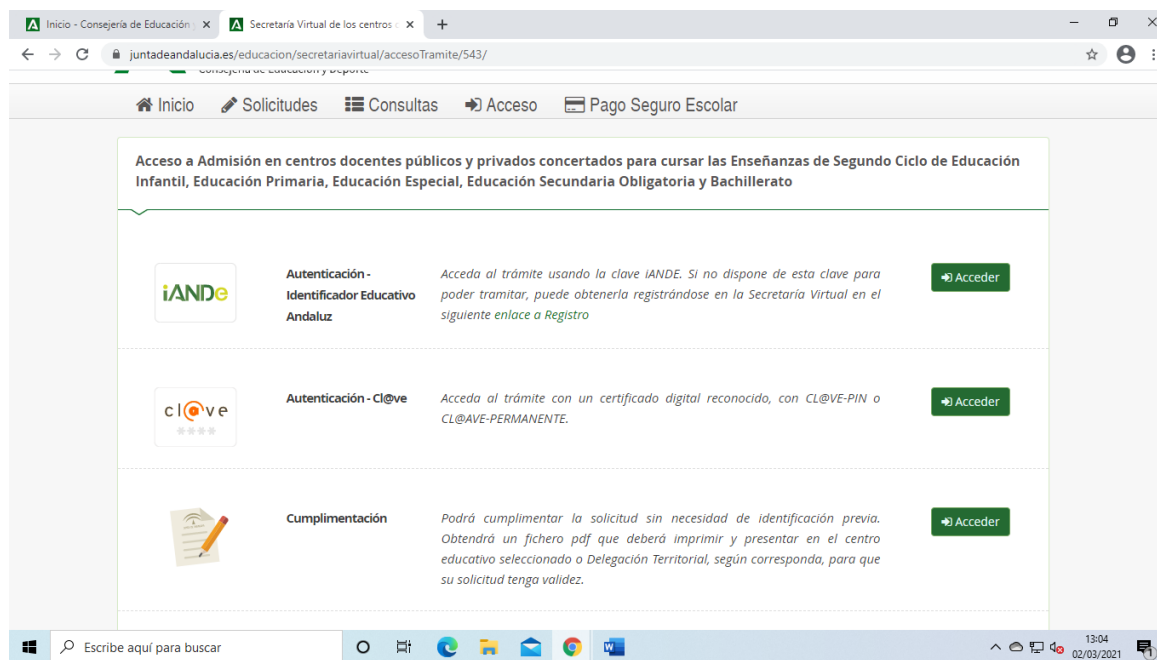 Inicio - Consejería de Educación y
Secretaría Virtual de los centros
juntadeandalucia.es/educacion/secretariavirtual/accesoTramite/543/
Consejería de Educación y Deporte
Inicio Solicitudes Consultas Acceso Pago Seguro Escolar
Acceso a Admisión en centros docentes públicos y privados concertados para cursar las Enseñanzas de Segundo Ciclo de Educación
Infantil, Educación Primaria, Educación Especial, Educación Secundaria Obligatoria y Bachillerato
iANDe
Autenticación -
Identificador Educativo
Andaluz
Acceda al trámite usando la clave iANDE. Si no dispone de esta clave para
poder tramitar, puede obtenerla registrándose en la Secretaría Virtual en el
siguiente enlace a Registro
Acceder
cl@ve
Autenticación - Cl@ve
Acceda al trámite con un certificado digital reconocido, con CL@VE-PIN o
CL@AVE-PERMANENTE.
Acceder
Cumplimentación
Podrá cumplimentar la solicitud sin necesidad de identificación previa.
Obtendrá un fichero pdf que deberá imprimir y presentar en el centro
educativo seleccionado o Delegación Territorial, según corresponda, para que
su solicitud tenga validez.
Acceder
Escribe aquí para buscar
13:04
02/03/2021
1